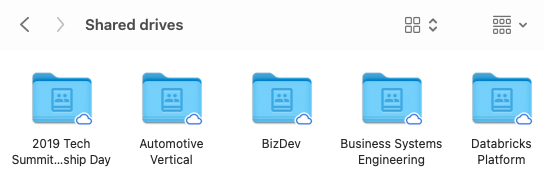 Shared drives
2019 Tech
Summit...ship Day
Automotive
Vertical
BizDev
Business Systems
Engineering
Databricks
Platform